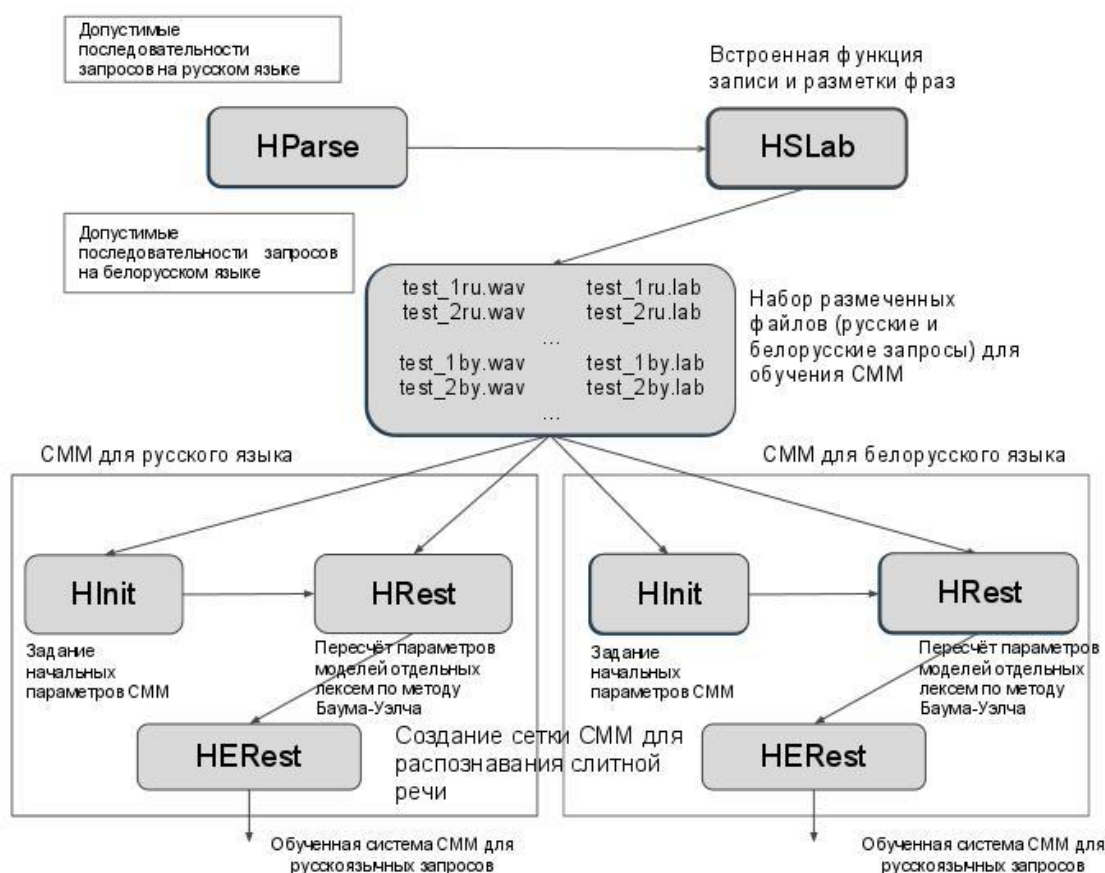 Допустимые
последовательности
запросов на русском языке
Встроенная функция
записи и разметки фраз
HParse
HSLab
Допустимые
последовательности запросов
на белорусском языке
test_1ru.wav test_1ru.lab
test_2ru.wav test_2ru.lab
...
test_1by.wav test_1by.lab
test_2by.wav test_2by.lab
...
Набор размеченных
файлов (русские и
белорусские запросы) для
обучения СММ
СММ для русского языка
HInit
HRest
Задание
начальных
параметров СММ
Пересчёт параметров
моделей отдельных
лексем по методу
Баума-Уэлча
HERest
Создание сетки СММ для
распознавания слитной
речи
Обученная система СММ для
русскоязычных запросов
СММ для белорусского языка
HInit
HRest
Задание
начальных
параметров СММ
Пересчёт параметров
моделей отдельных
лексем по методу
Баума-Уэлча
HERest
Обученная система СММ для
русскоязычных запросов